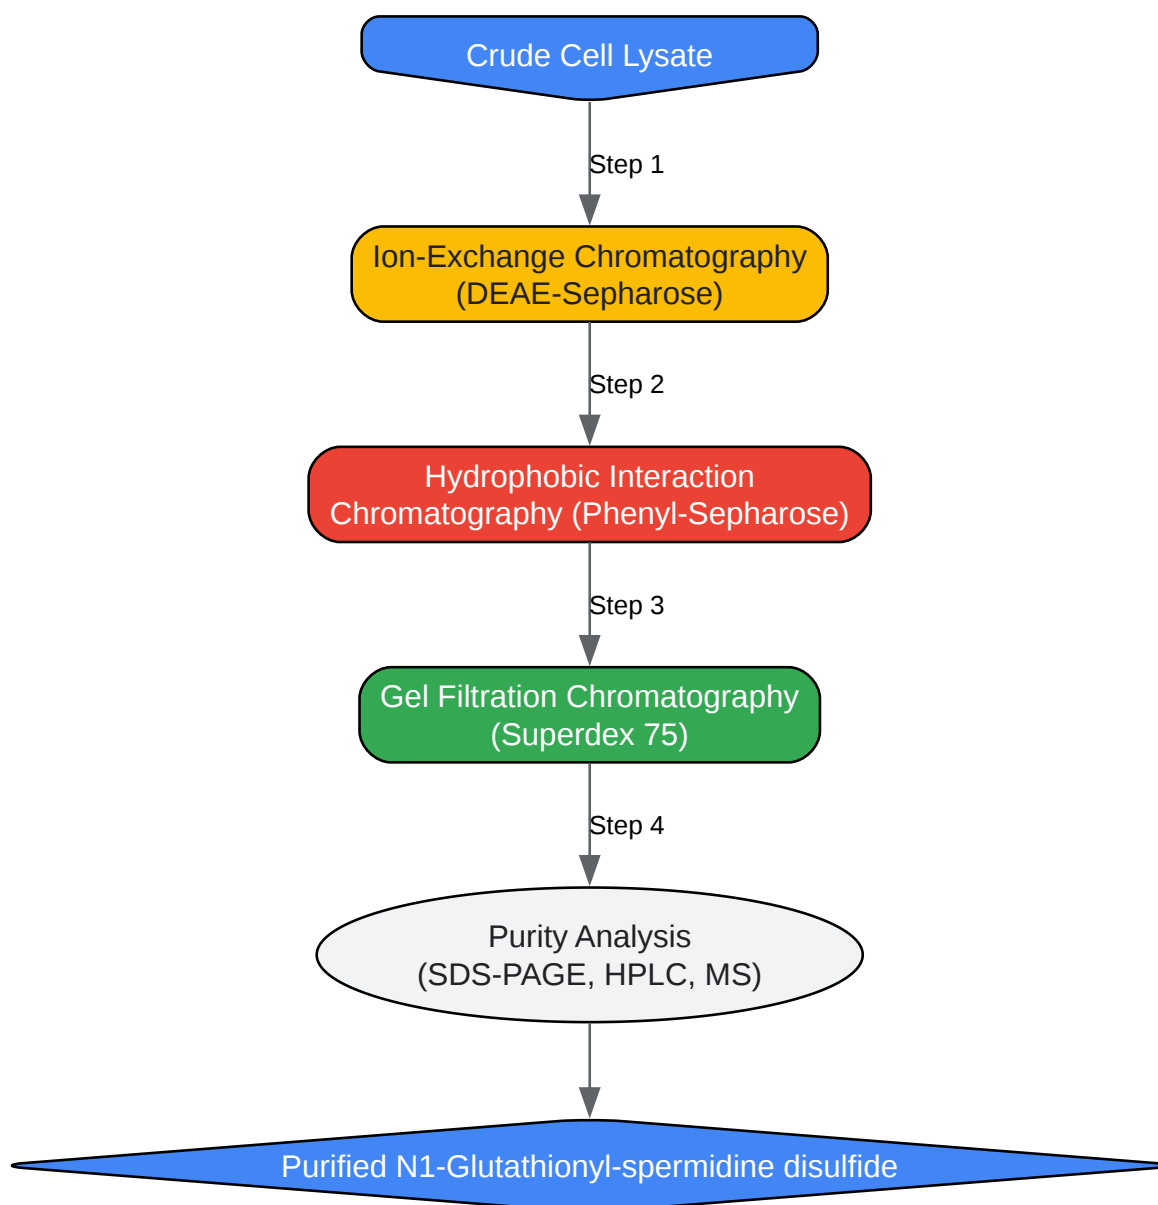 Crude Cell Lysate
Step 1
Ion-Exchange Chromatography
(DEAE-Sepharose)
Step 2
Hydrophobic Interaction
Chromatography (Phenyl-Sepharose)
Step 3
Gel Filtration Chromatography
(Superdex 75)
Step 4
Purity Analysis
(SDS-PAGE, HPLC, MS)
Purified N1-Glutathionyl-spermidine disulfide